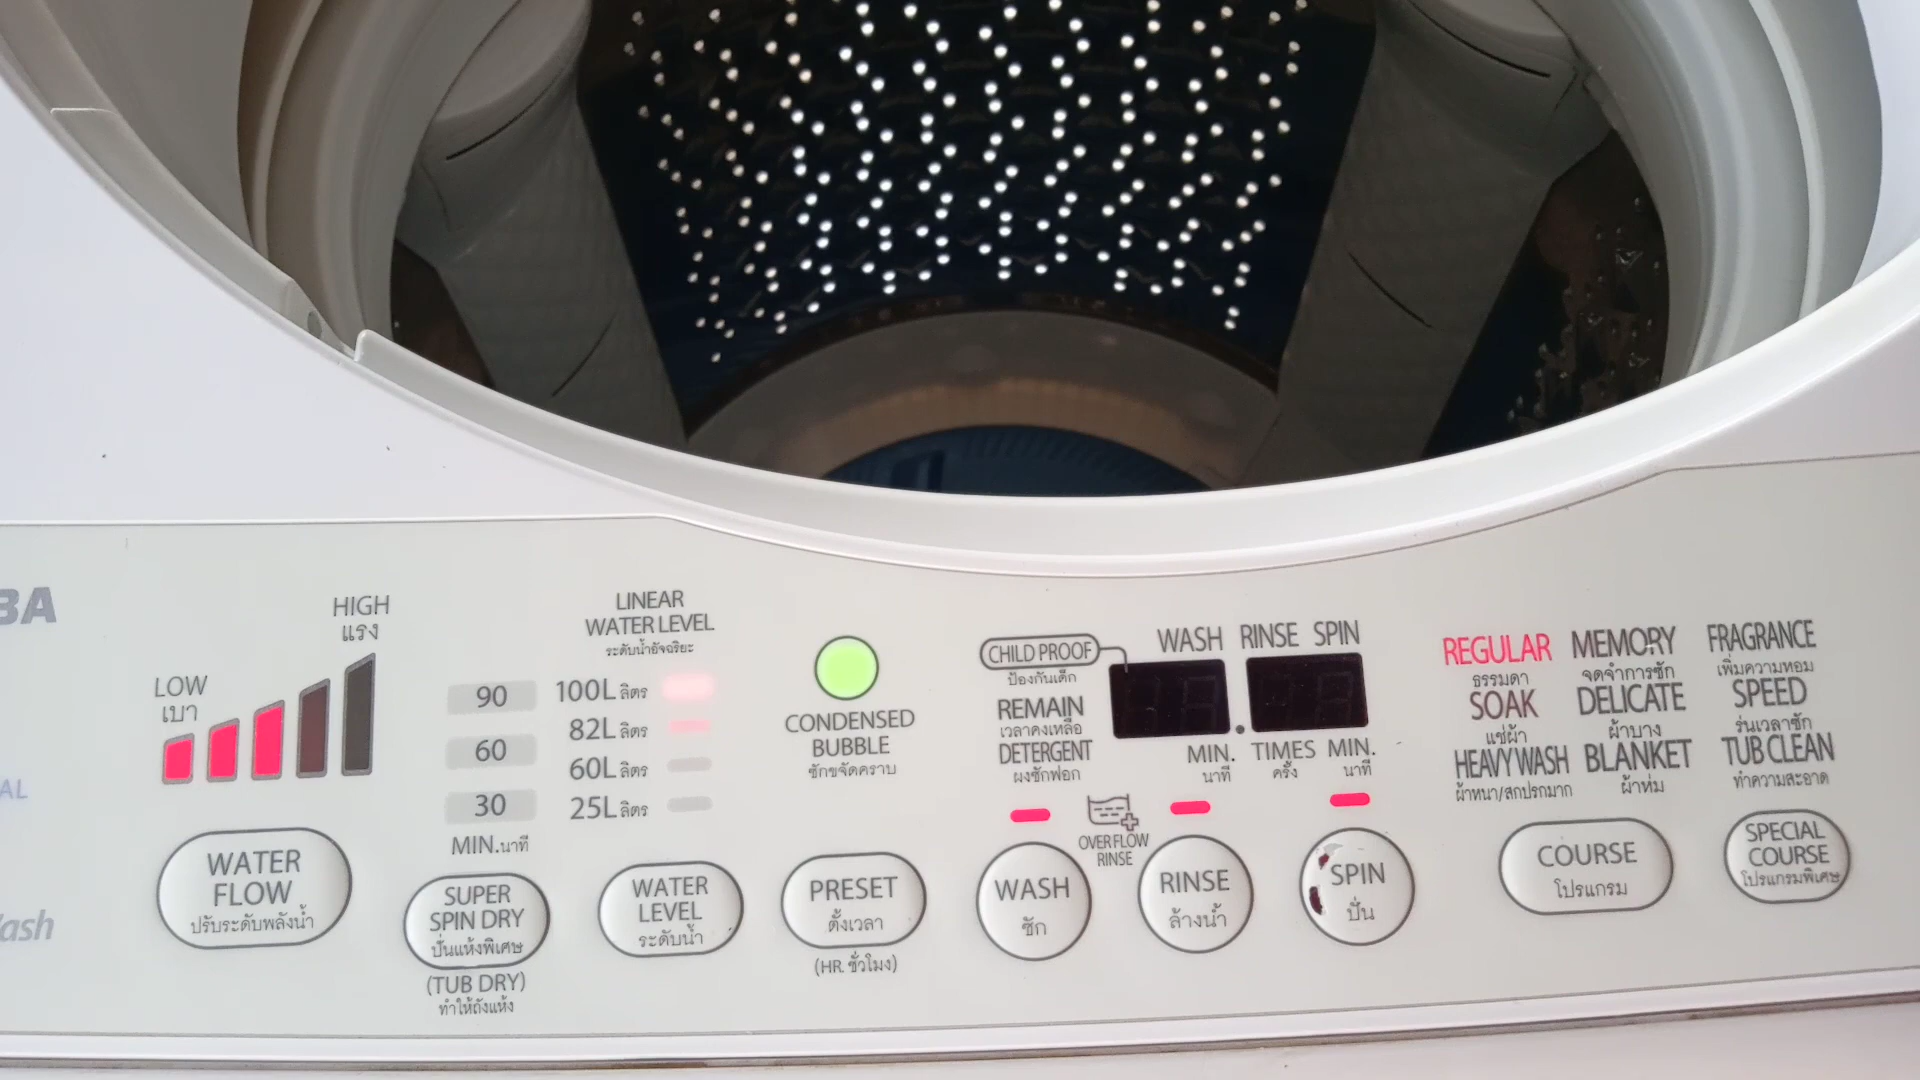 BA
AL
ash
HIGH
แรง
LOW
เบา
WATER
FLOW
ปรับระดับพลังน้ำ
90
60
30
MIN.นาที
SUPER
SPIN DRY
ปั่นแห้งพิเศษ
(TUB DRY)
ทำให้ถังแห้ง
LINEAR
WATER LEVEL
ระดับน้ำอัจฉริยะ
100L ลิตร
82L ลิตร
60L ลิตร
25L ลิตร
WATER
LEVEL
ระดับน้ำ
CONDENSED
BUBBLE
ซักขจัดคราบ
PRESET
ตั้งเวลา
(HR. ชั่วโมง)
CHILD PROOF
ป้องกันเด็ก
REMAIN
เวลาคงเหลือ
DETERGENT
ผงซักฟอก
WASH RINSE SPIN
MIN. TIMES MIN.
นาที ครั้ง นาที
OVER FLOW
RINSE
WASH
ซัก
RINSE
ล้างน้ำ
SPIN
ปั่น
REGULAR MEMORY FRAGRANCE
ธรรมดา จดจำการซัก เพิ่มความหอม
SOAK DELICATE SPEED
แช่ผ้า ผ้าบาง ร่นเวลาซัก
HEAVY WASH BLANKET TUB CLEAN
ผ้าหนา/สกปรกมาก ผ้าห่ม ทำความสะอาด
COURSE
โปรแกรม
SPECIAL
COURSE
โปรแกรมพิเศษ